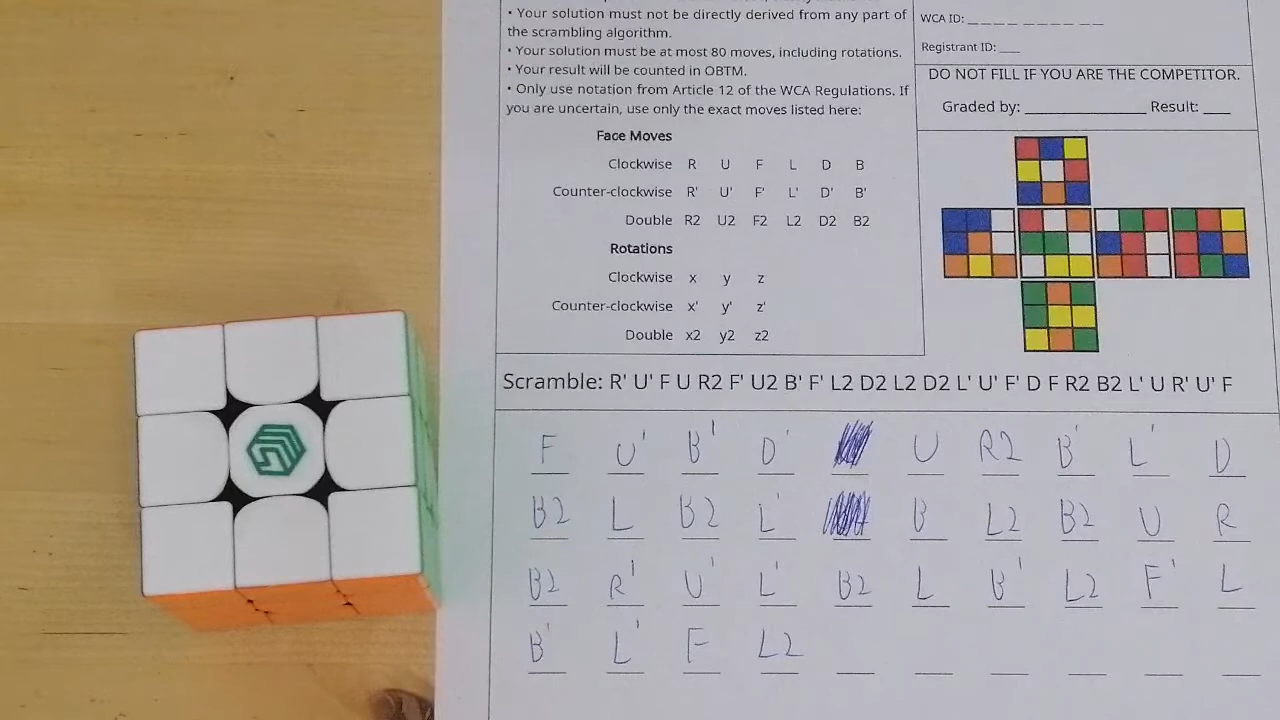 • Your solution must not be directly derived from any part of
the scrambling algorithm.
• Your solution must be at most 80 moves, including rotations.
• Your result will be counted in OBTM.
• Only use notation from Article 12 of the WCA Regulations. If
you are uncertain, use only the exact moves listed here:
Face Moves
Clockwise R U F L D B
Counter-clockwise R' U' F' L' D' B'
Double R2 U2 F2 L2 D2 B2
Rotations
Clockwise x y z
Counter-clockwise x' y' z'
Double x2 y2 z2
WCA ID: _ _ _ _ _ _ _ _ _ _
Registrant ID: ___
DO NOT FILL IF YOU ARE THE COMPETITOR.
Graded by: ________________ Result: ____
Scramble: R' U' F U R2 F' U2 B' F' L2 D2 L2 D2 L' U' F' D F R2 B2 L' U R' U' F
F U' B' D' U R2 B' L' D
B2 L B2 L' B L2 B2 U R
B2 R' U' L' B2 L B' L2 F' L
B' L' F L2